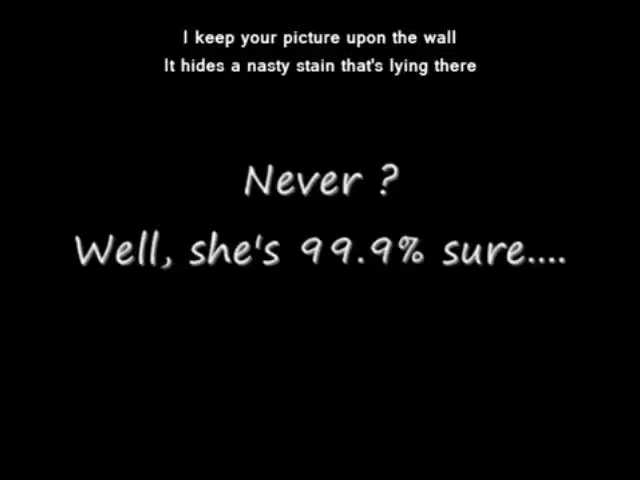 I keep your picture upon the wall
It hides a nasty stain that's lying there
Never ?
Well, she's 99.9% sure....